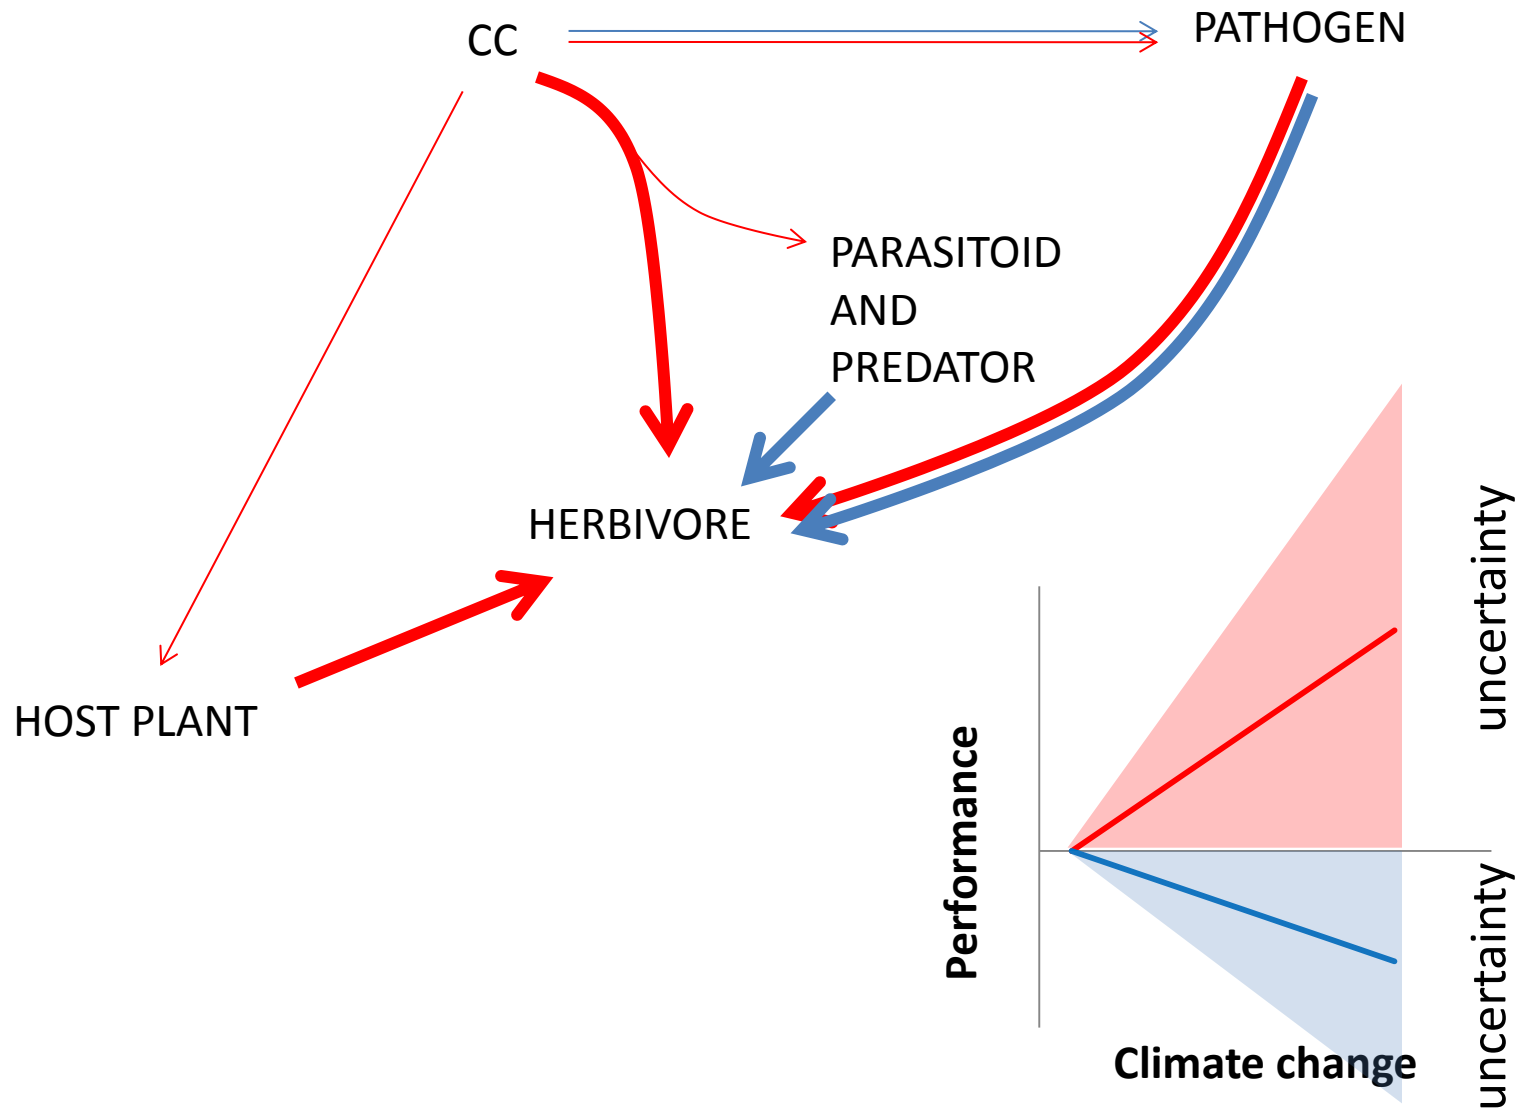 CC
PATHOGEN
PARASITOID
AND
PREDATOR
HERBIVORE
HOST PLANT
uncertainty
Performance
uncertainty
Climate change